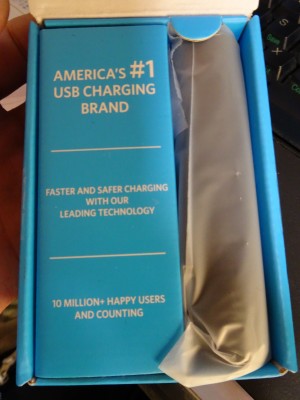 AMERICA'S #1
USB CHARGING
BRAND
FASTER AND SAFER CHARGING
WITH OUR
LEADING TECHNOLOGY
10 MILLION+ HAPPY USERS
AND COUNTING